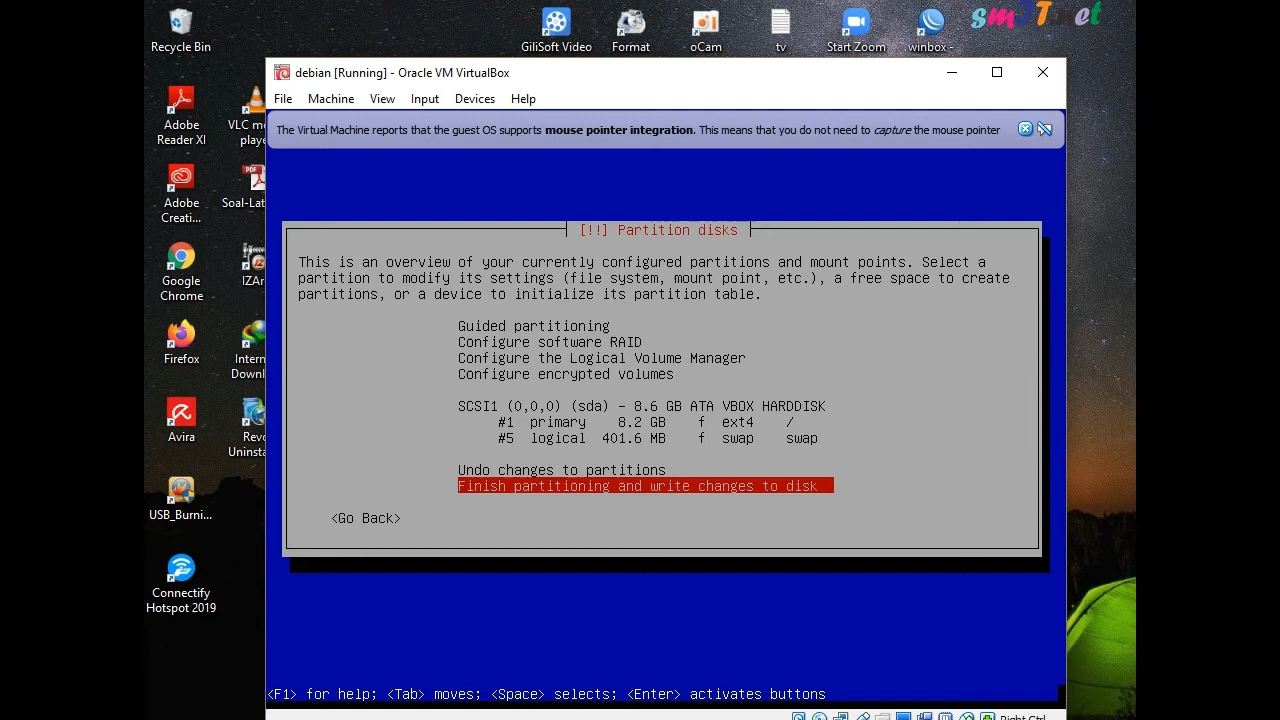 smJTnet
Recycle Bin
GiliSoft Video
Format
oCam
tv
Start Zoom
winbox -
debian [Running] - Oracle VM VirtualBox
File Machine View Input Devices Help
The Virtual Machine reports that the guest OS supports mouse pointer integration. This means that you do not need to capture the mouse pointer
Adobe
Reader XI
VLC me
playe
Adobe
Creati...
PDF
Soal-Lat
Google
Chrome
IZAr
Firefox
Intern
Downl
Avira
Revo
Uninsta
USB_Burni...
Connectify
Hotspot 2019
[!!] Partition disks
This is an overview of your currently configured partitions and mount points. Select a
partition to modify its settings (file system, mount point, etc.), a free space to create
partitions, or a device to initialize its partition table.
Guided partitioning
Configure software RAID
Configure the Logical Volume Manager
Configure encrypted volumes
SCSI1 (0,0,0) (sda) - 8.6 GB ATA VBOX HARDDISK
#1 primary 8.2 GB f ext4 /
#5 logical 401.6 MB f swap swap
Undo changes to partitions
Finish partitioning and write changes to disk
<Go Back>
<F1> for help; <Tab> moves; <Space> selects; <Enter> activates buttons
Right Ctrl